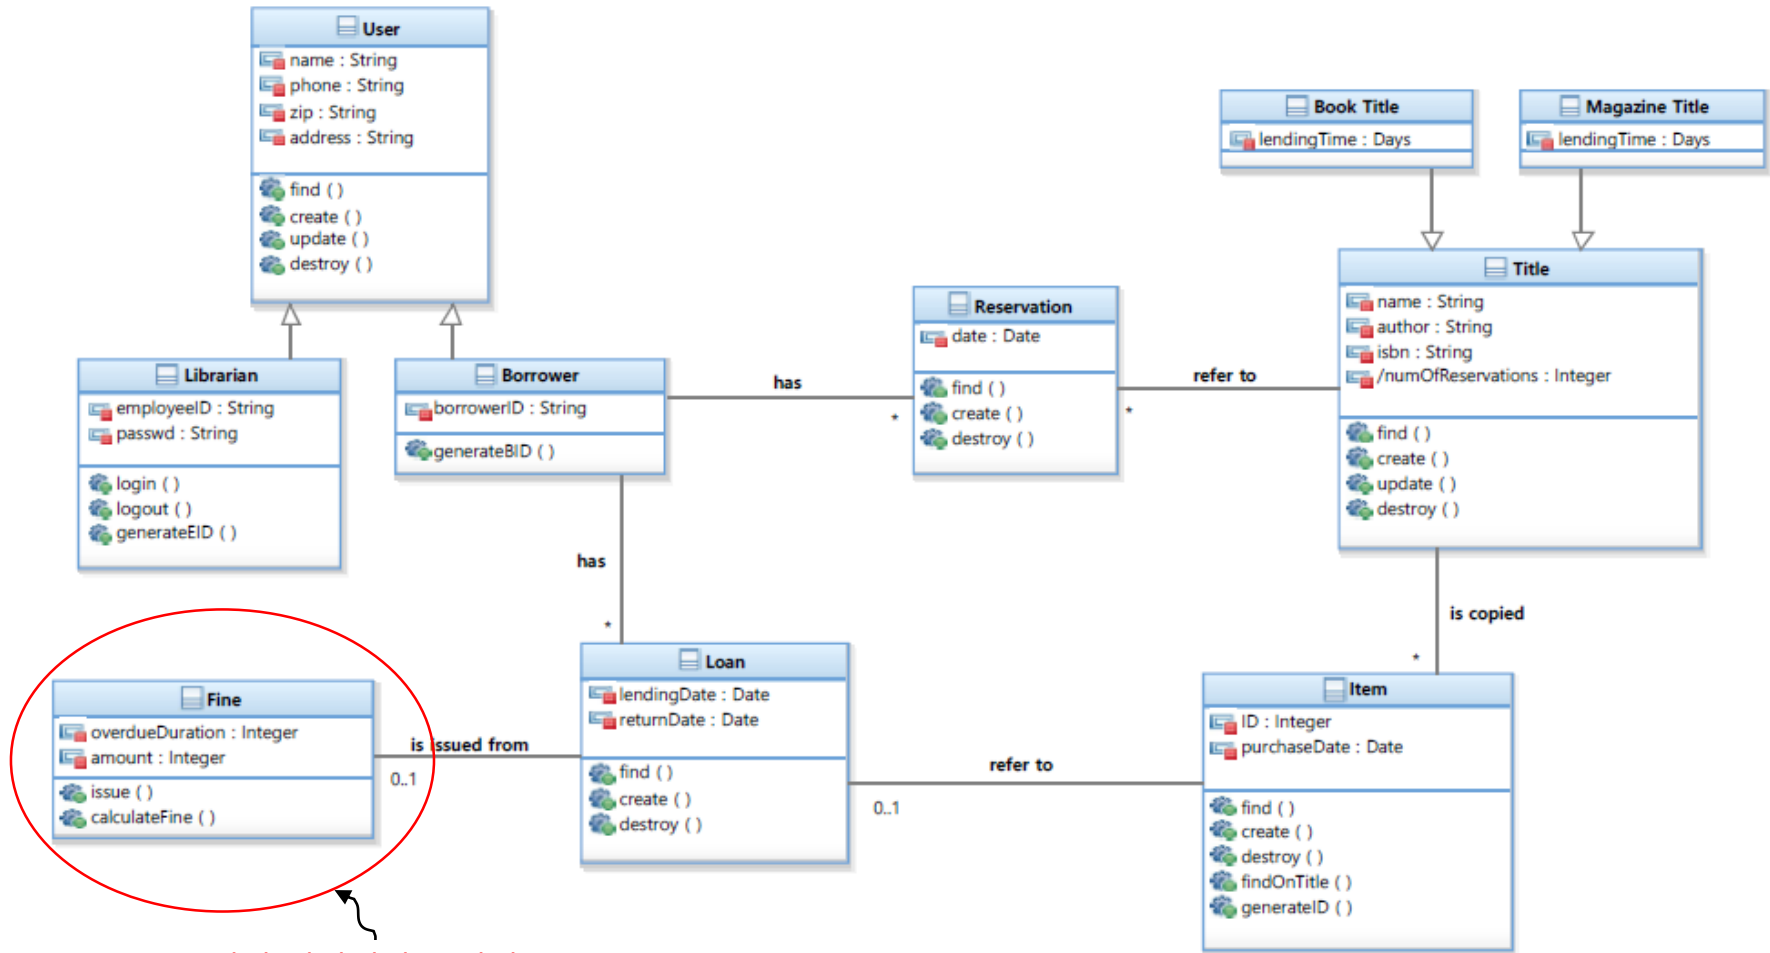 User
name : String
phone : String
zip : String
address : String
find ( )
create ( )
update ( )
destroy ( )
Book Title
lendingTime : Days
Magazine Title
lendingTime : Days
Title
name : String
author : String
isbn : String
/numOfReservations : Integer
find ( )
create ( )
update ( )
destroy ( )
Reservation
date : Date
find ( )
create ( )
destroy ( )
Librarian
employeeID : String
passwd : String
login ( )
logout ( )
generateEID ( )
Borrower
borrowerID : String
generateBID ( )
has
*
refer to
*
has
*
is copied
*
Fine
overdueDuration : Integer
amount : Integer
issue ( )
calculateFine ( )
is issued from
0..1
Loan
lendingDate : Date
returnDate : Date
find ( )
create ( )
destroy ( )
refer to
0..1
Item
ID : Integer
purchaseDate : Date
find ( )
create ( )
destroy ( )
findOnTitle ( )
generateID ( )